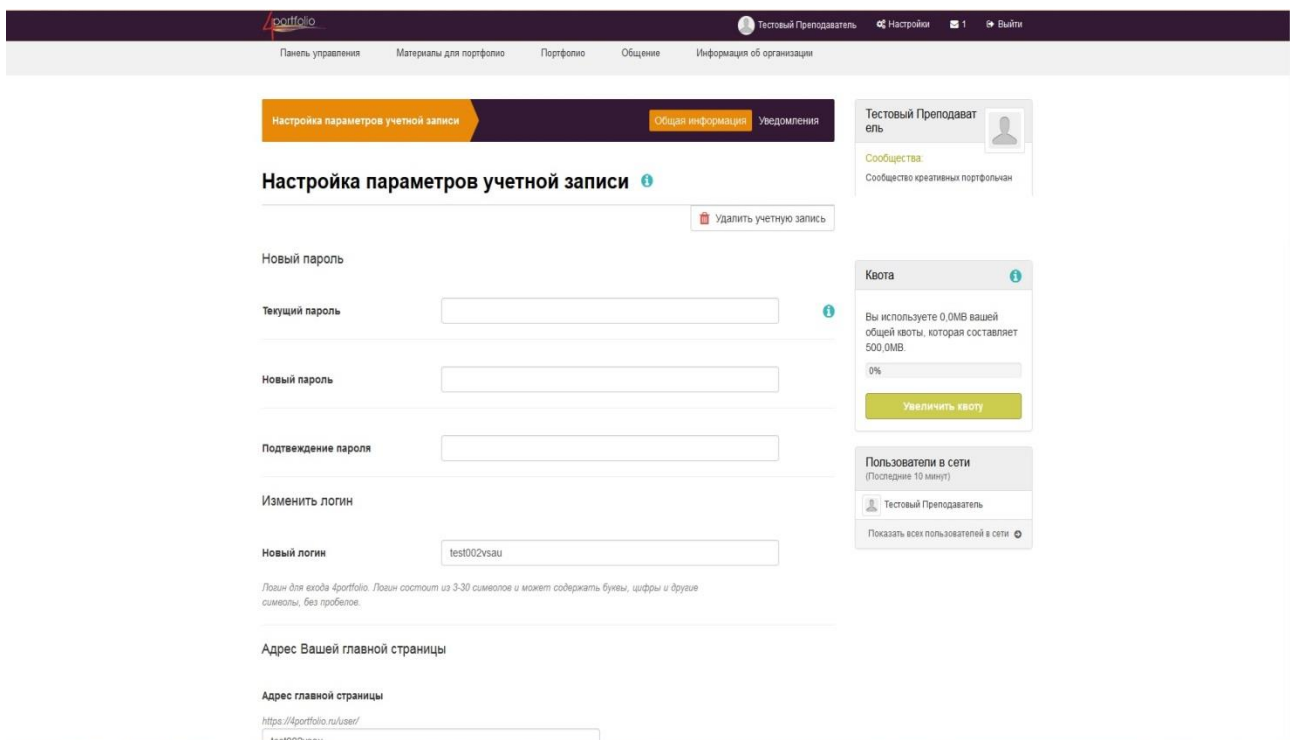 4portfolio
Тестовый Преподаватель
Настройки
1
Выйти
Панель управления
Материалы для портфолио
Портфолио
Общение
Информация об организации
Настройка параметров учетной записи
Общая информация
Уведомления
Настройка параметров учетной записи
Удалить учетную запись
Новый пароль
Текущий пароль
Новый пароль
Подтвеждение пароля
Изменить логин
Новый логин
test002vsau
Логин для входа 4portfolio. Логин состоит из 3-30 символов и может содержать буквы, цифры и другие
символы, без пробелов.
Адрес Вашей главной страницы
Адрес главной страницы
https://4portfolio.ru/user/
test002vsau
Тестовый Преподават
ель
Сообщества:
Сообщество креативных портфольчан
Квота
Вы используете 0,0MB вашей
общей квоты, которая составляет
500,0MB.
0%
Увеличить квоту
Пользователи в сети
(Последние 10 минут)
Тестовый Преподаватель
Показать всех пользователей в сети